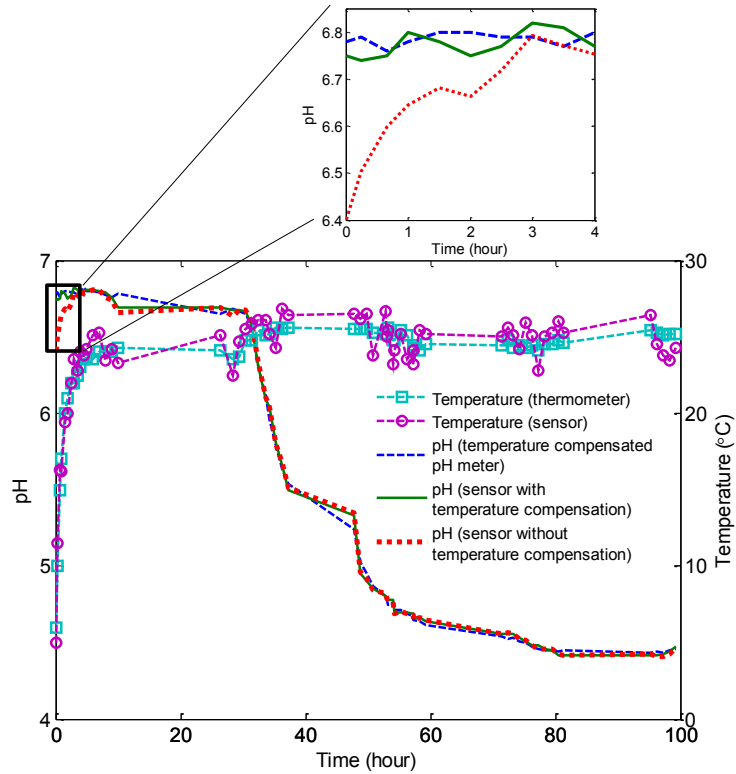 6.8
6.7
6.6
6.5
6.4
pH
0
1
2
3
4
Time (hour)
7
6
5
4
pH
30
20
10
0
Temperature (°C)
Temperature (thermometer)
Temperature (sensor)
pH (temperature compensated
pH meter)
pH (sensor with
temperature compensation)
pH (sensor without
temperature compensation)
0
20
40
60
80
100
Time (hour)